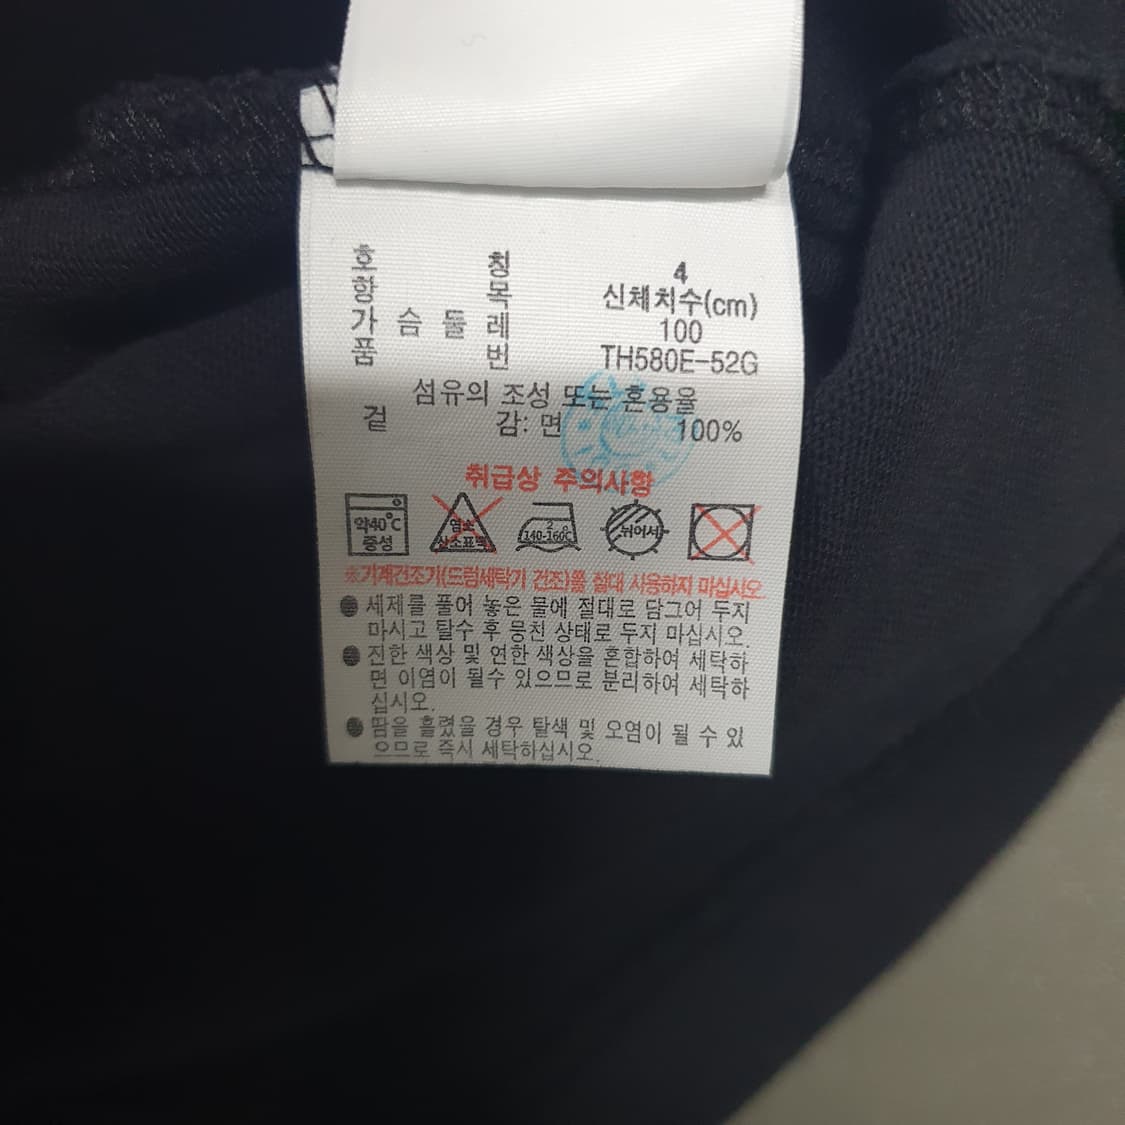 호 칭 4
항 목 신체치수(cm)
가 슴 둘 레 100
품 번 TH580E-52G
섬유의 조성 또는 혼용율
겉 감: 면 100%
취급상 주의사항
약40℃ 염소 2 뉘어서
중성 산소표백 140-160℃
※기계건조기(드럼세탁기 건조)를 절대 사용하지 마십시오.
● 세제를 풀어 놓은 물에 절대로 담그어 두지
마시고 탈수 후 뭉친 상태로 두지 마십시오.
● 진한 색상 및 연한 색상을 혼합하여 세탁하
면 이염이 될수 있으므로 분리하여 세탁하
십시오.
● 땀을 흘렸을 경우 탈색 및 오염이 될 수 있
으므로 즉시 세탁하십시오.